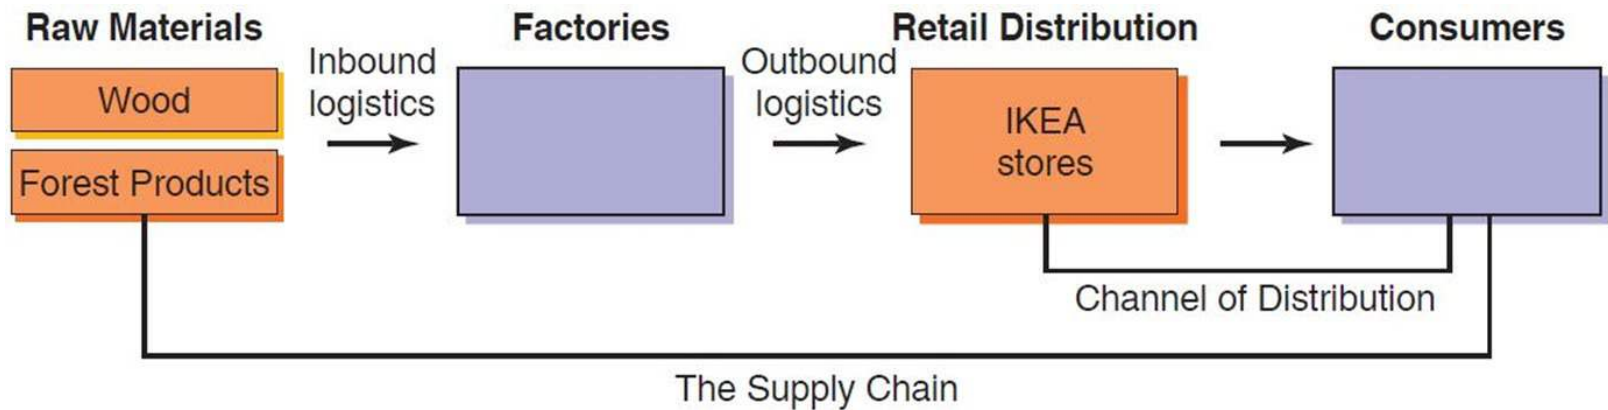 Raw Materials
Factories
Retail Distribution
Consumers
Wood
Forest Products
Inbound
logistics
Outbound
logistics
IKEA
stores
Channel of Distribution
The Supply Chain